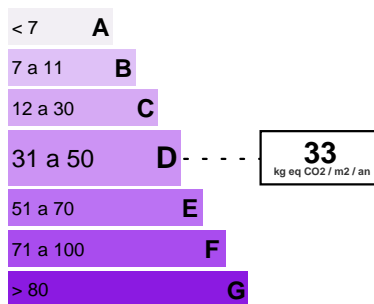 < 7 A
7 a 11 B
12 a 30 C
31 a 50 D
33
kg eq CO2 / m2 / an
51 a 70 E
71 a 100 F
> 80 G